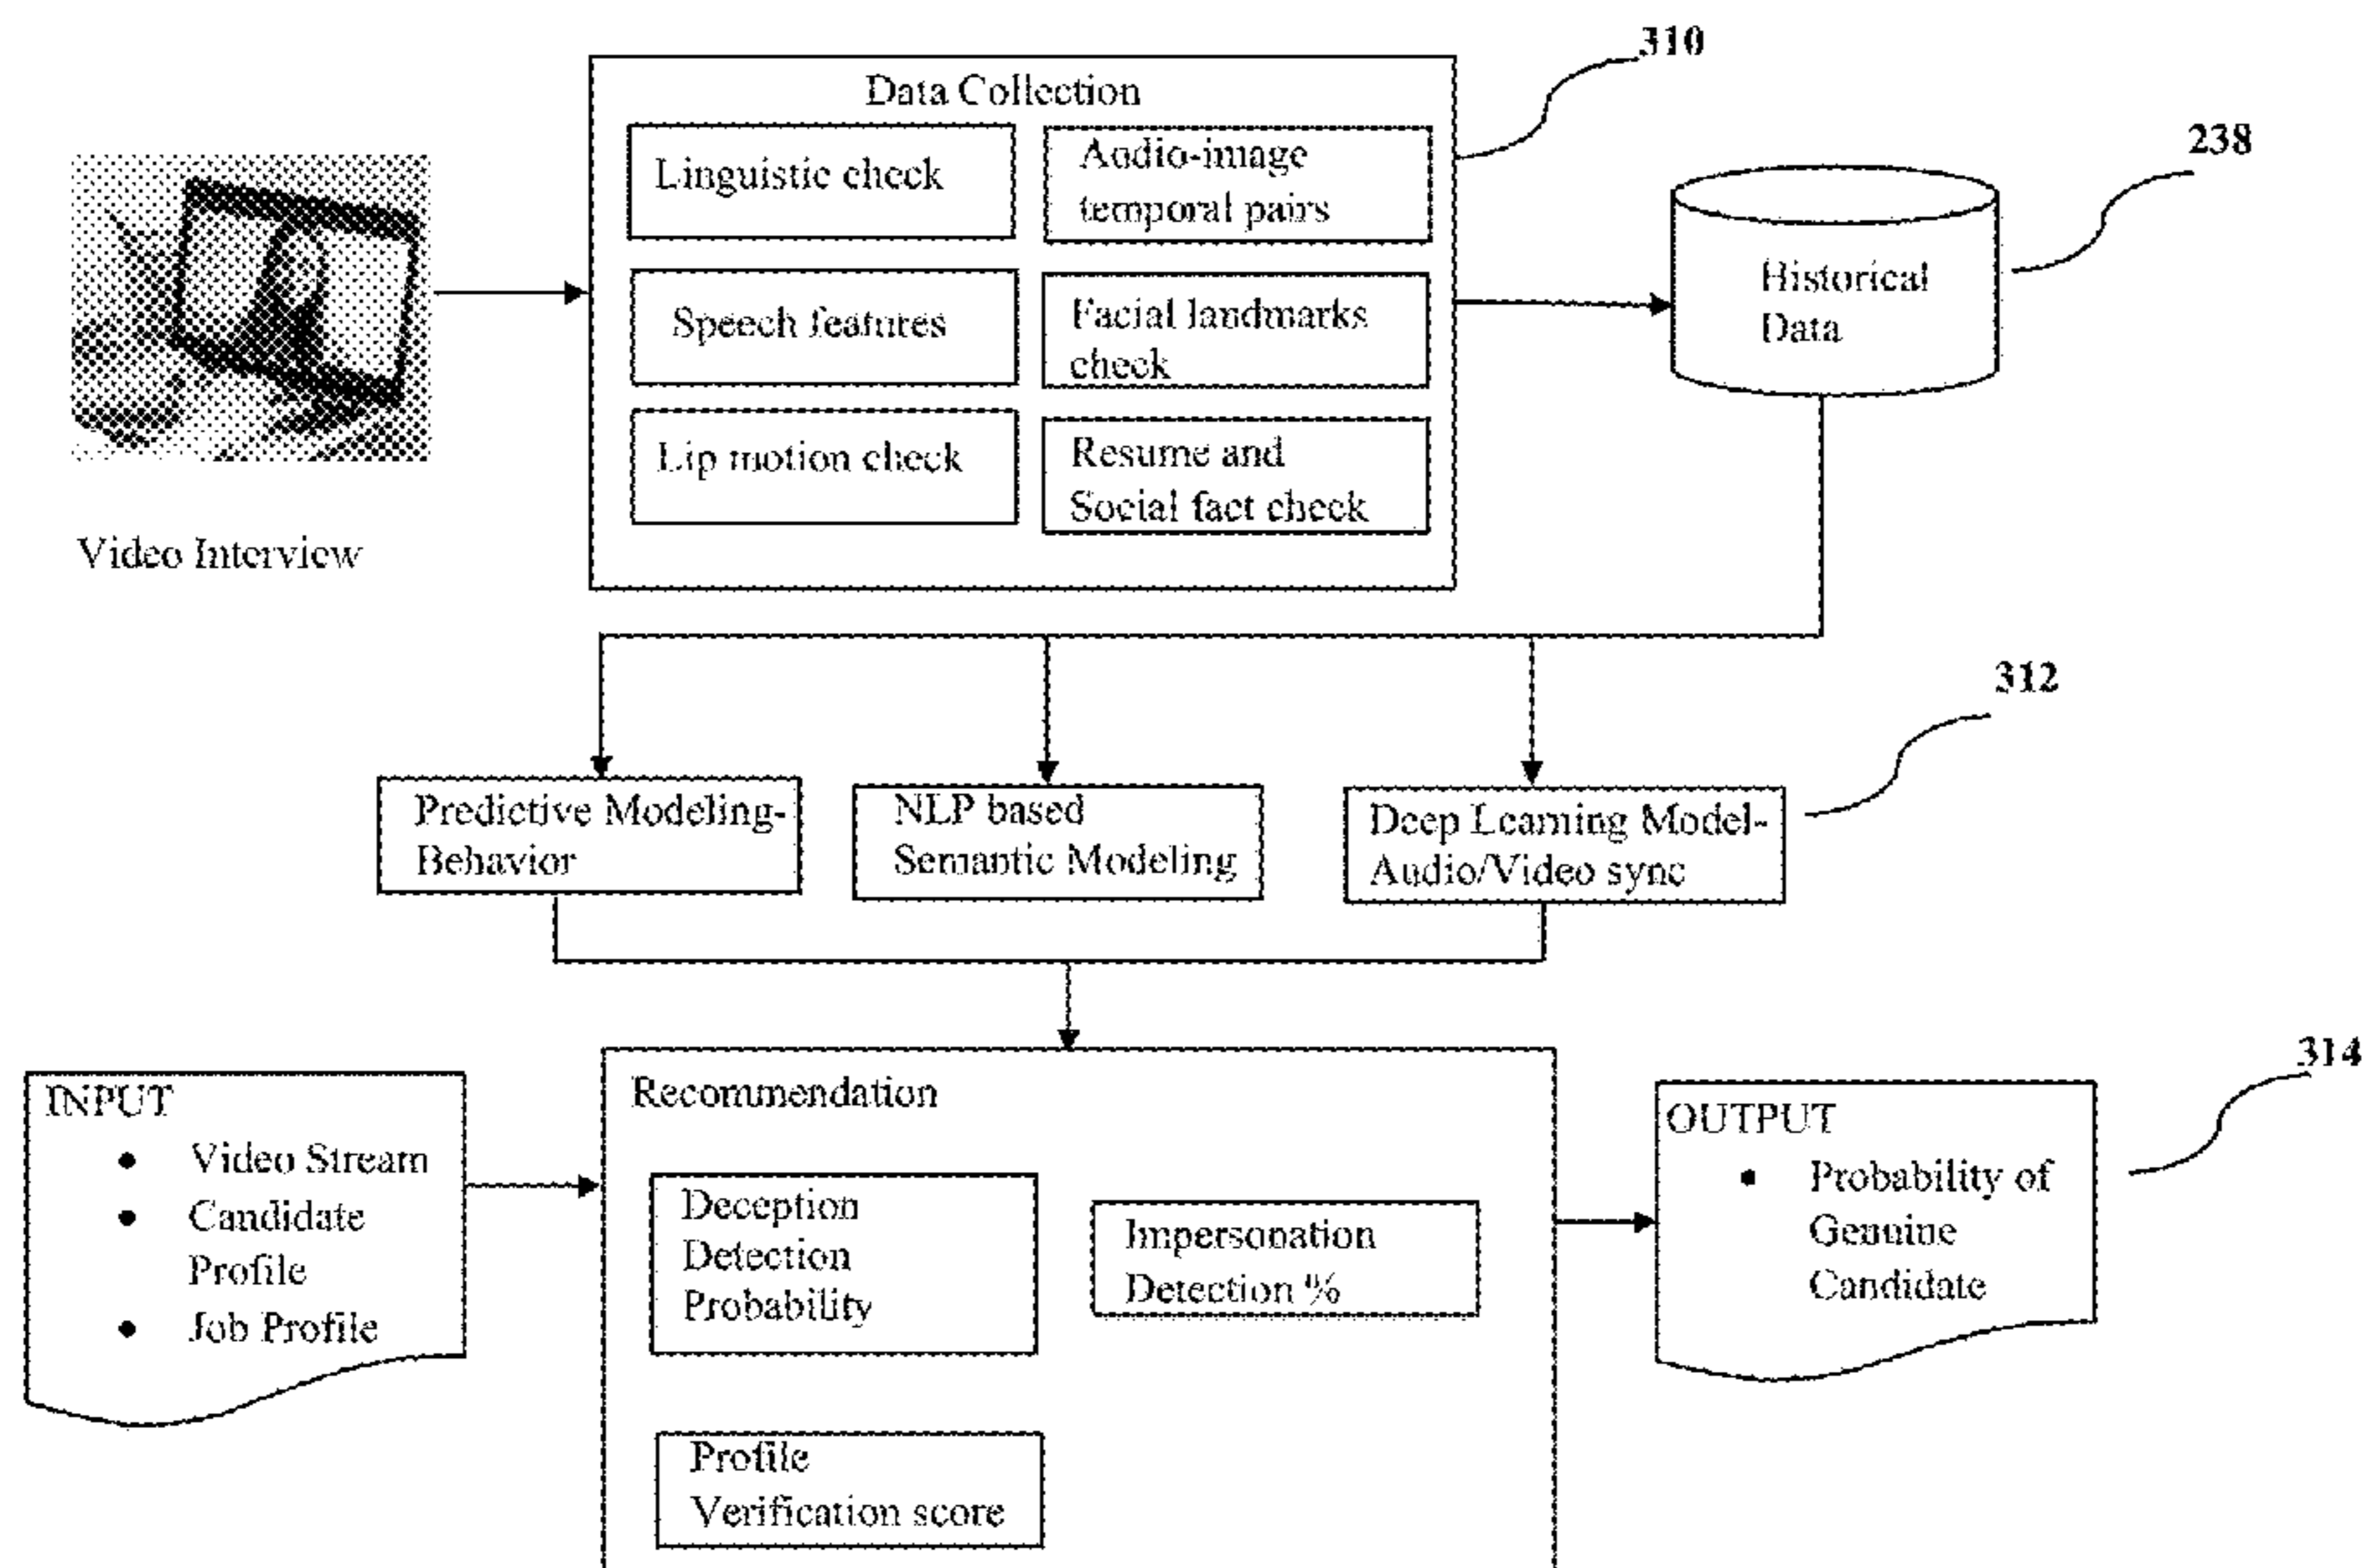 310
Data Collection
Linguistic check
Audio-image
temporal pairs
238
Speech features
Facial landmarks
check
Historical
Data
Lip motion check
Resume and
Social fact check
Video Interview
312
Predictive Modeling-
Behavior
NLP based
Semantic Modeling
Deep Learning Model-
Audio/Video sync
314
INPUT
• Video Stream
• Candidate
Profile
• Job Profile
Recommendation
Deception
Detection
Probability
Impersonation
Detection %
Profile
Verification score
OUTPUT
• Probability of
Genuine
Candidate